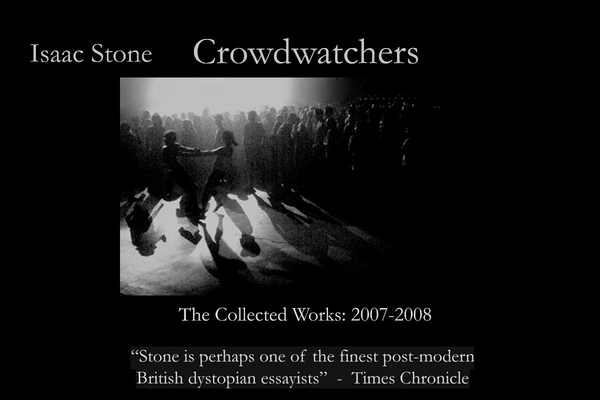 Isaac Stone
Crowdwatchers
The Collected Works: 2007-2008
“Stone is perhaps one of the finest post-modern
British dystopian essayists” - Times Chronicle